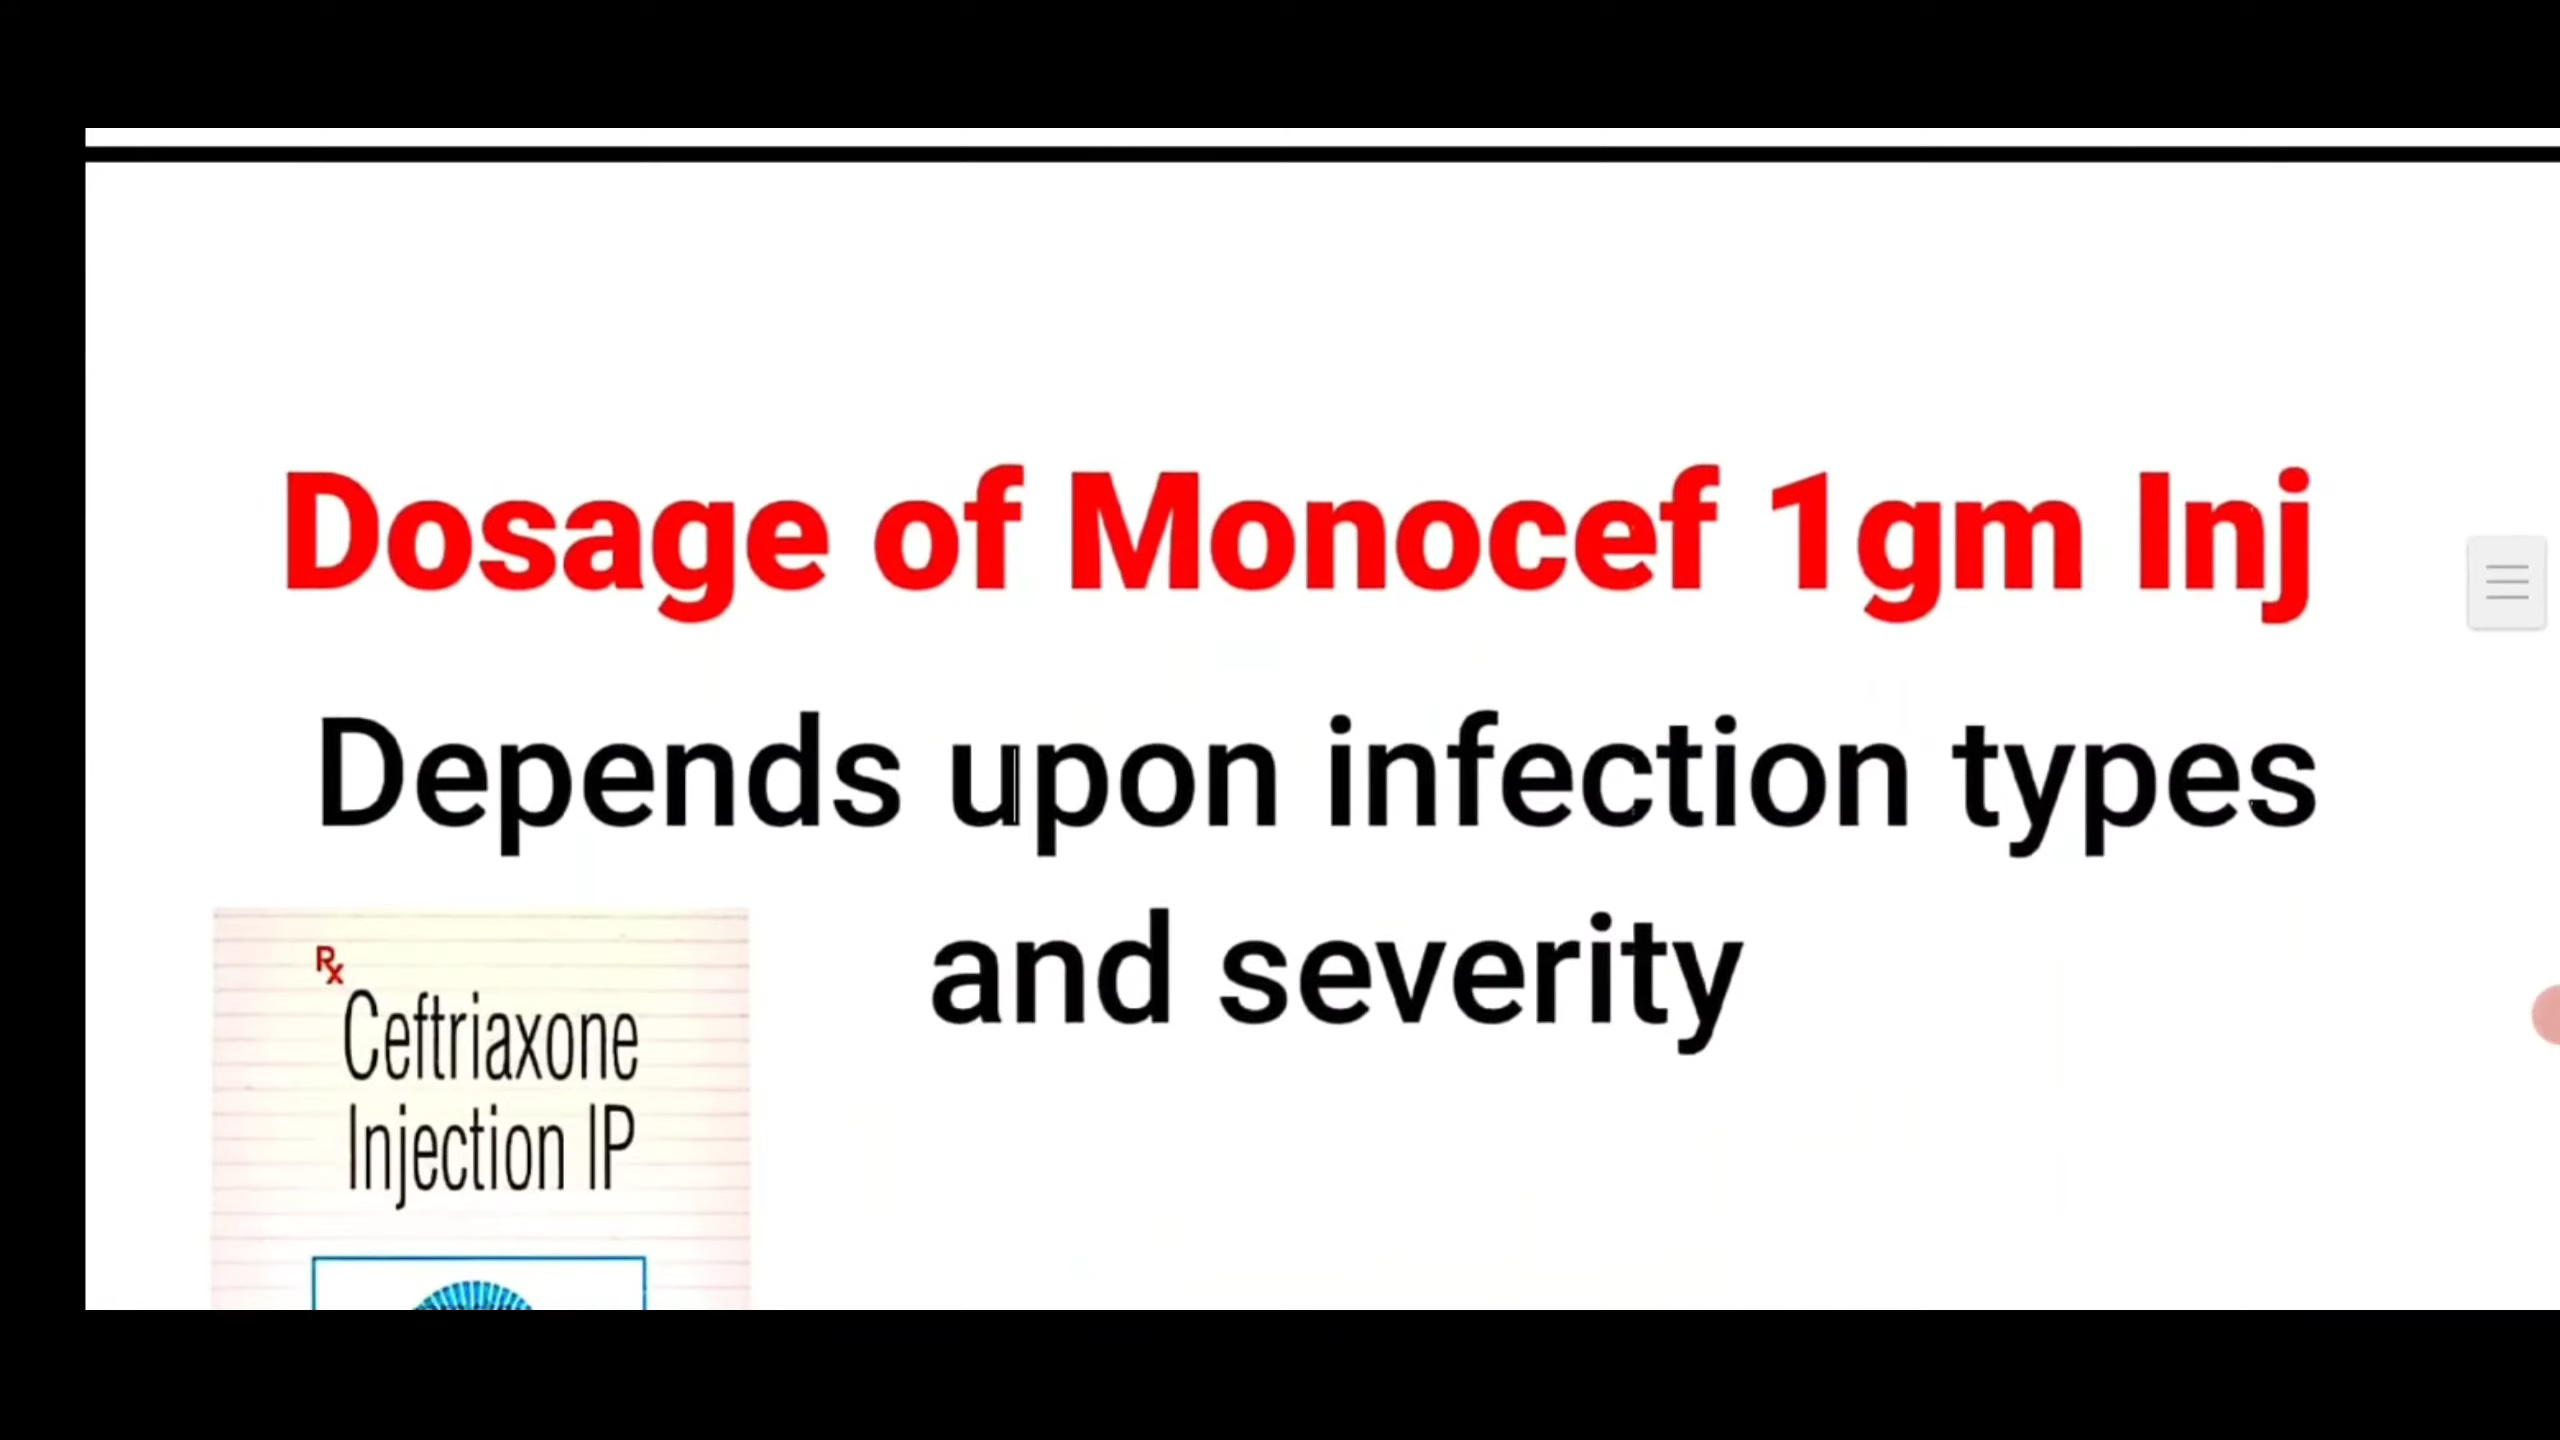 Dosage of Monocef 1gm Inj
Depends upon infection types
and severity
Rx
Ceftriaxone
Injection IP